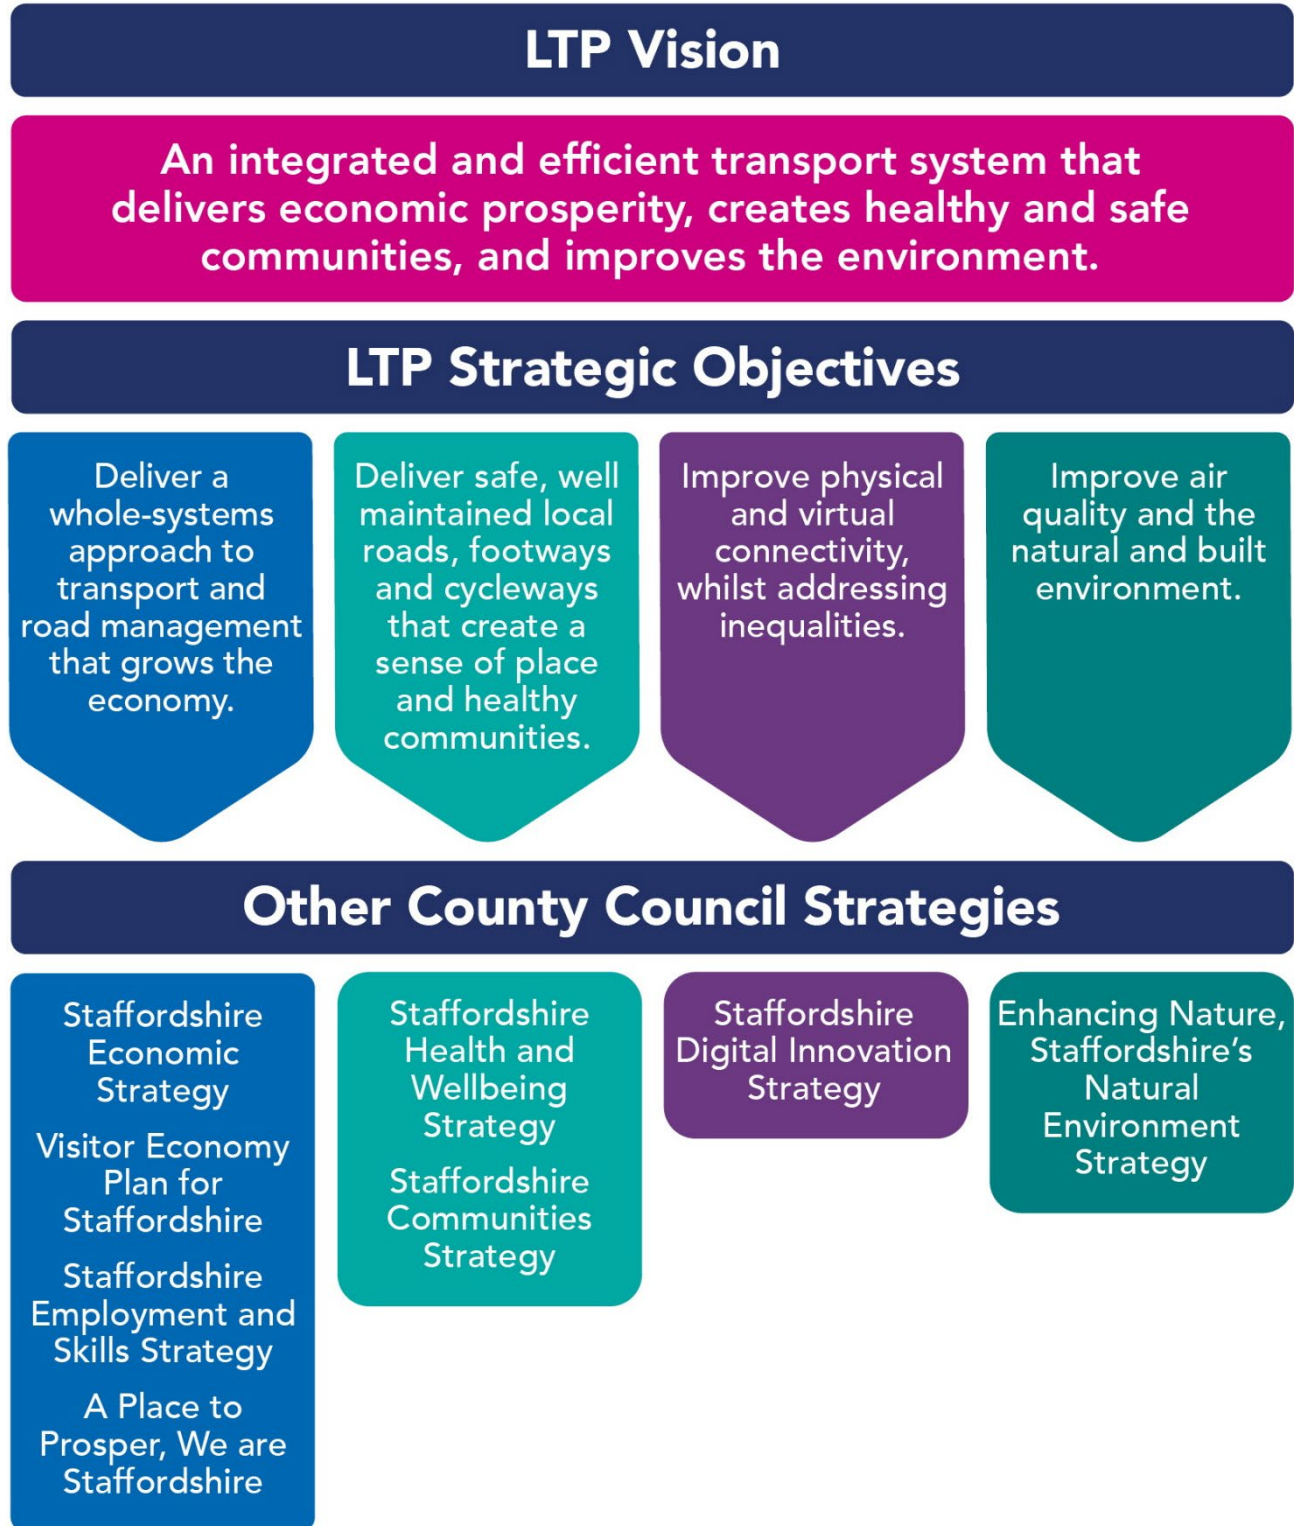 LTP Vision
An integrated and efficient transport system that
delivers economic prosperity, creates healthy and safe
communities, and improves the environment.
LTP Strategic Objectives
Deliver a
whole-systems
approach to
transport and
road management
that grows the
economy.
Deliver safe, well
maintained local
roads, footways
and cycleways
that create a
sense of place
and healthy
communities.
Improve physical
and virtual
connectivity,
whilst addressing
inequalities.
Improve air
quality and the
natural and built
environment.
Other County Council Strategies
Staffordshire
Economic
Strategy
Visitor Economy
Plan for
Staffordshire
Staffordshire
Employment and
Skills Strategy
A Place to
Prosper, We are
Staffordshire
Staffordshire
Health and
Wellbeing
Strategy
Staffordshire
Communities
Strategy
Staffordshire
Digital Innovation
Strategy
Enhancing Nature,
Staffordshire’s
Natural
Environment
Strategy